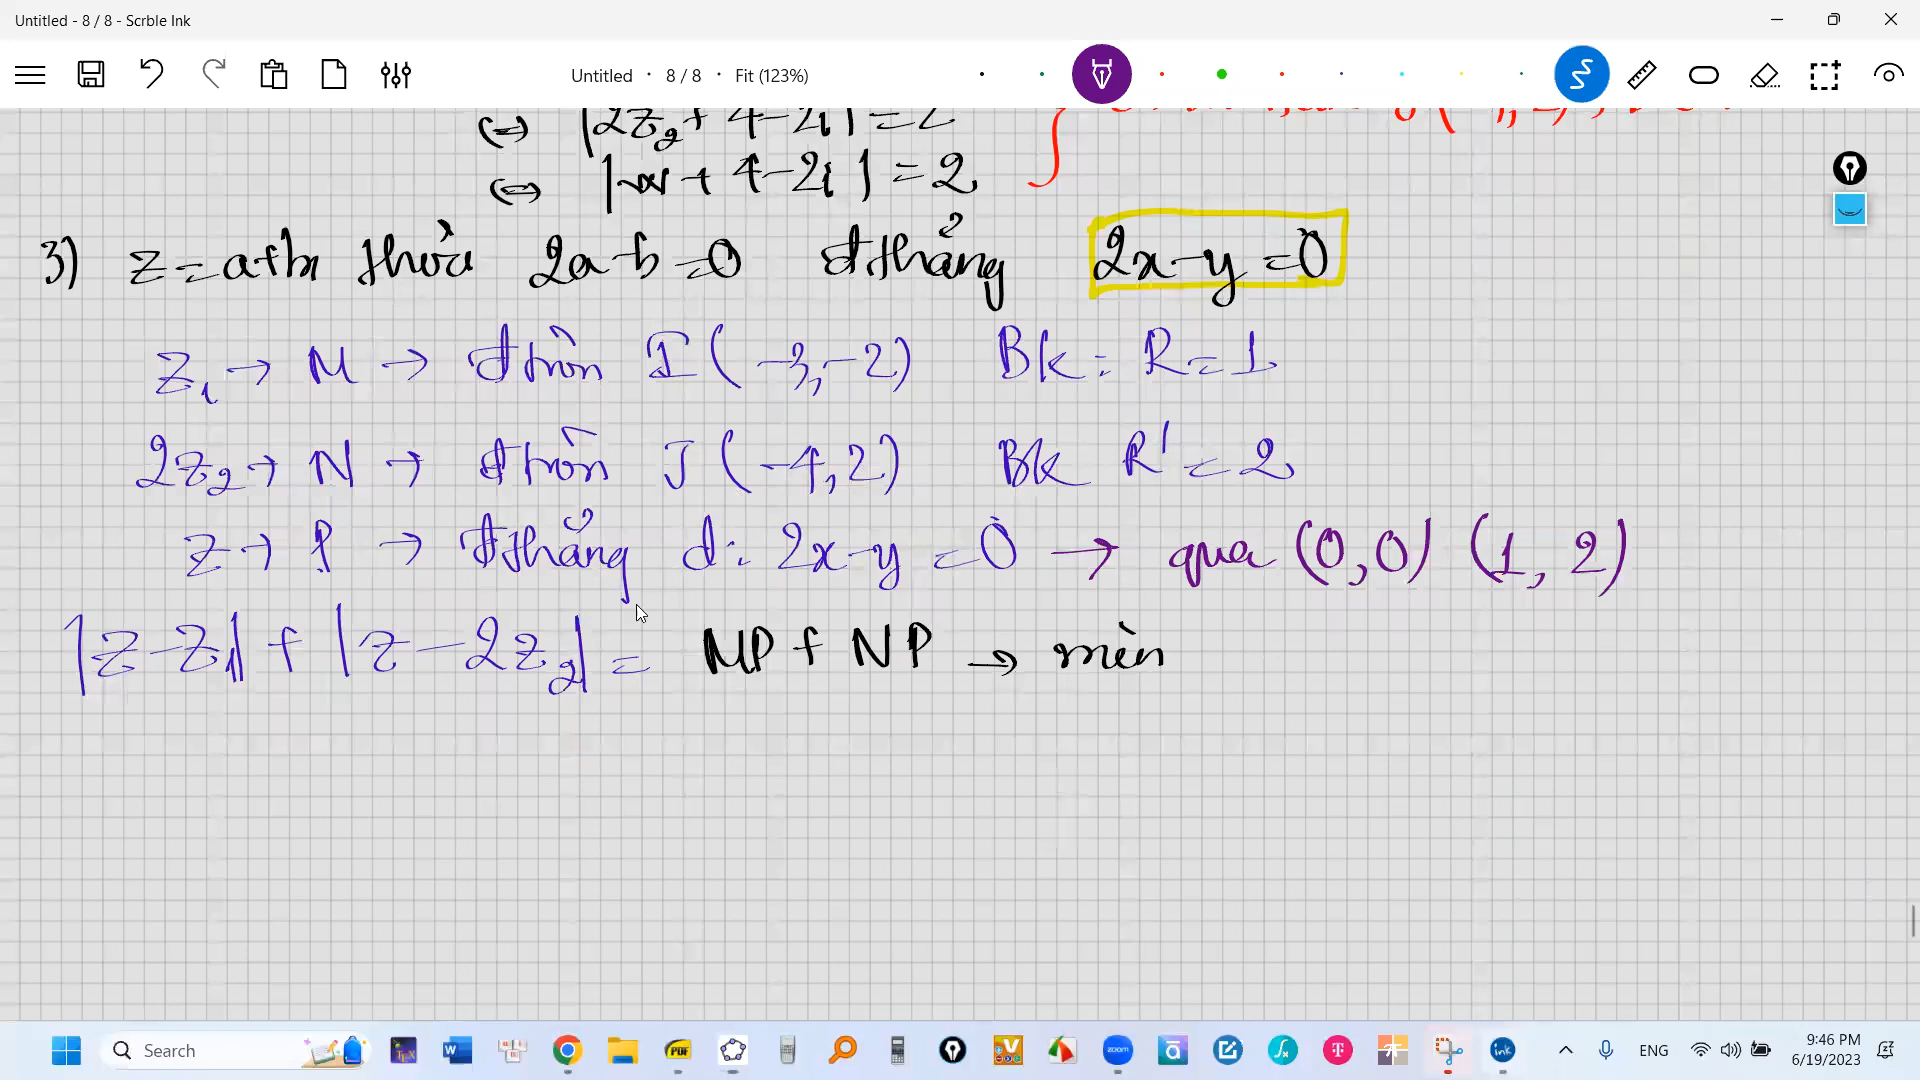 Untitled - 8 / 8 - Scrble Ink
Untitled · 8 / 8 · Fit (123%)
(=) |2z₂ + 4 - 2i| = 2
(=) |w + 4 - 2i| = 2
3) z = a + bi thỏa 2a - b = 0 đthẳng 2x - y = 0
z₁ → M → đtròn I (-3, -2) Bk: R = 1
2z₂ → N → đtròn J (-4, 2) Bk R' = 2
z → P → đthẳng d: 2x - y = 0 → qua (0, 0) (1, 2)
|z - z₁| + |z - 2z₂| = MP + NP → min
Search
ENG
9:46 PM
6/19/2023